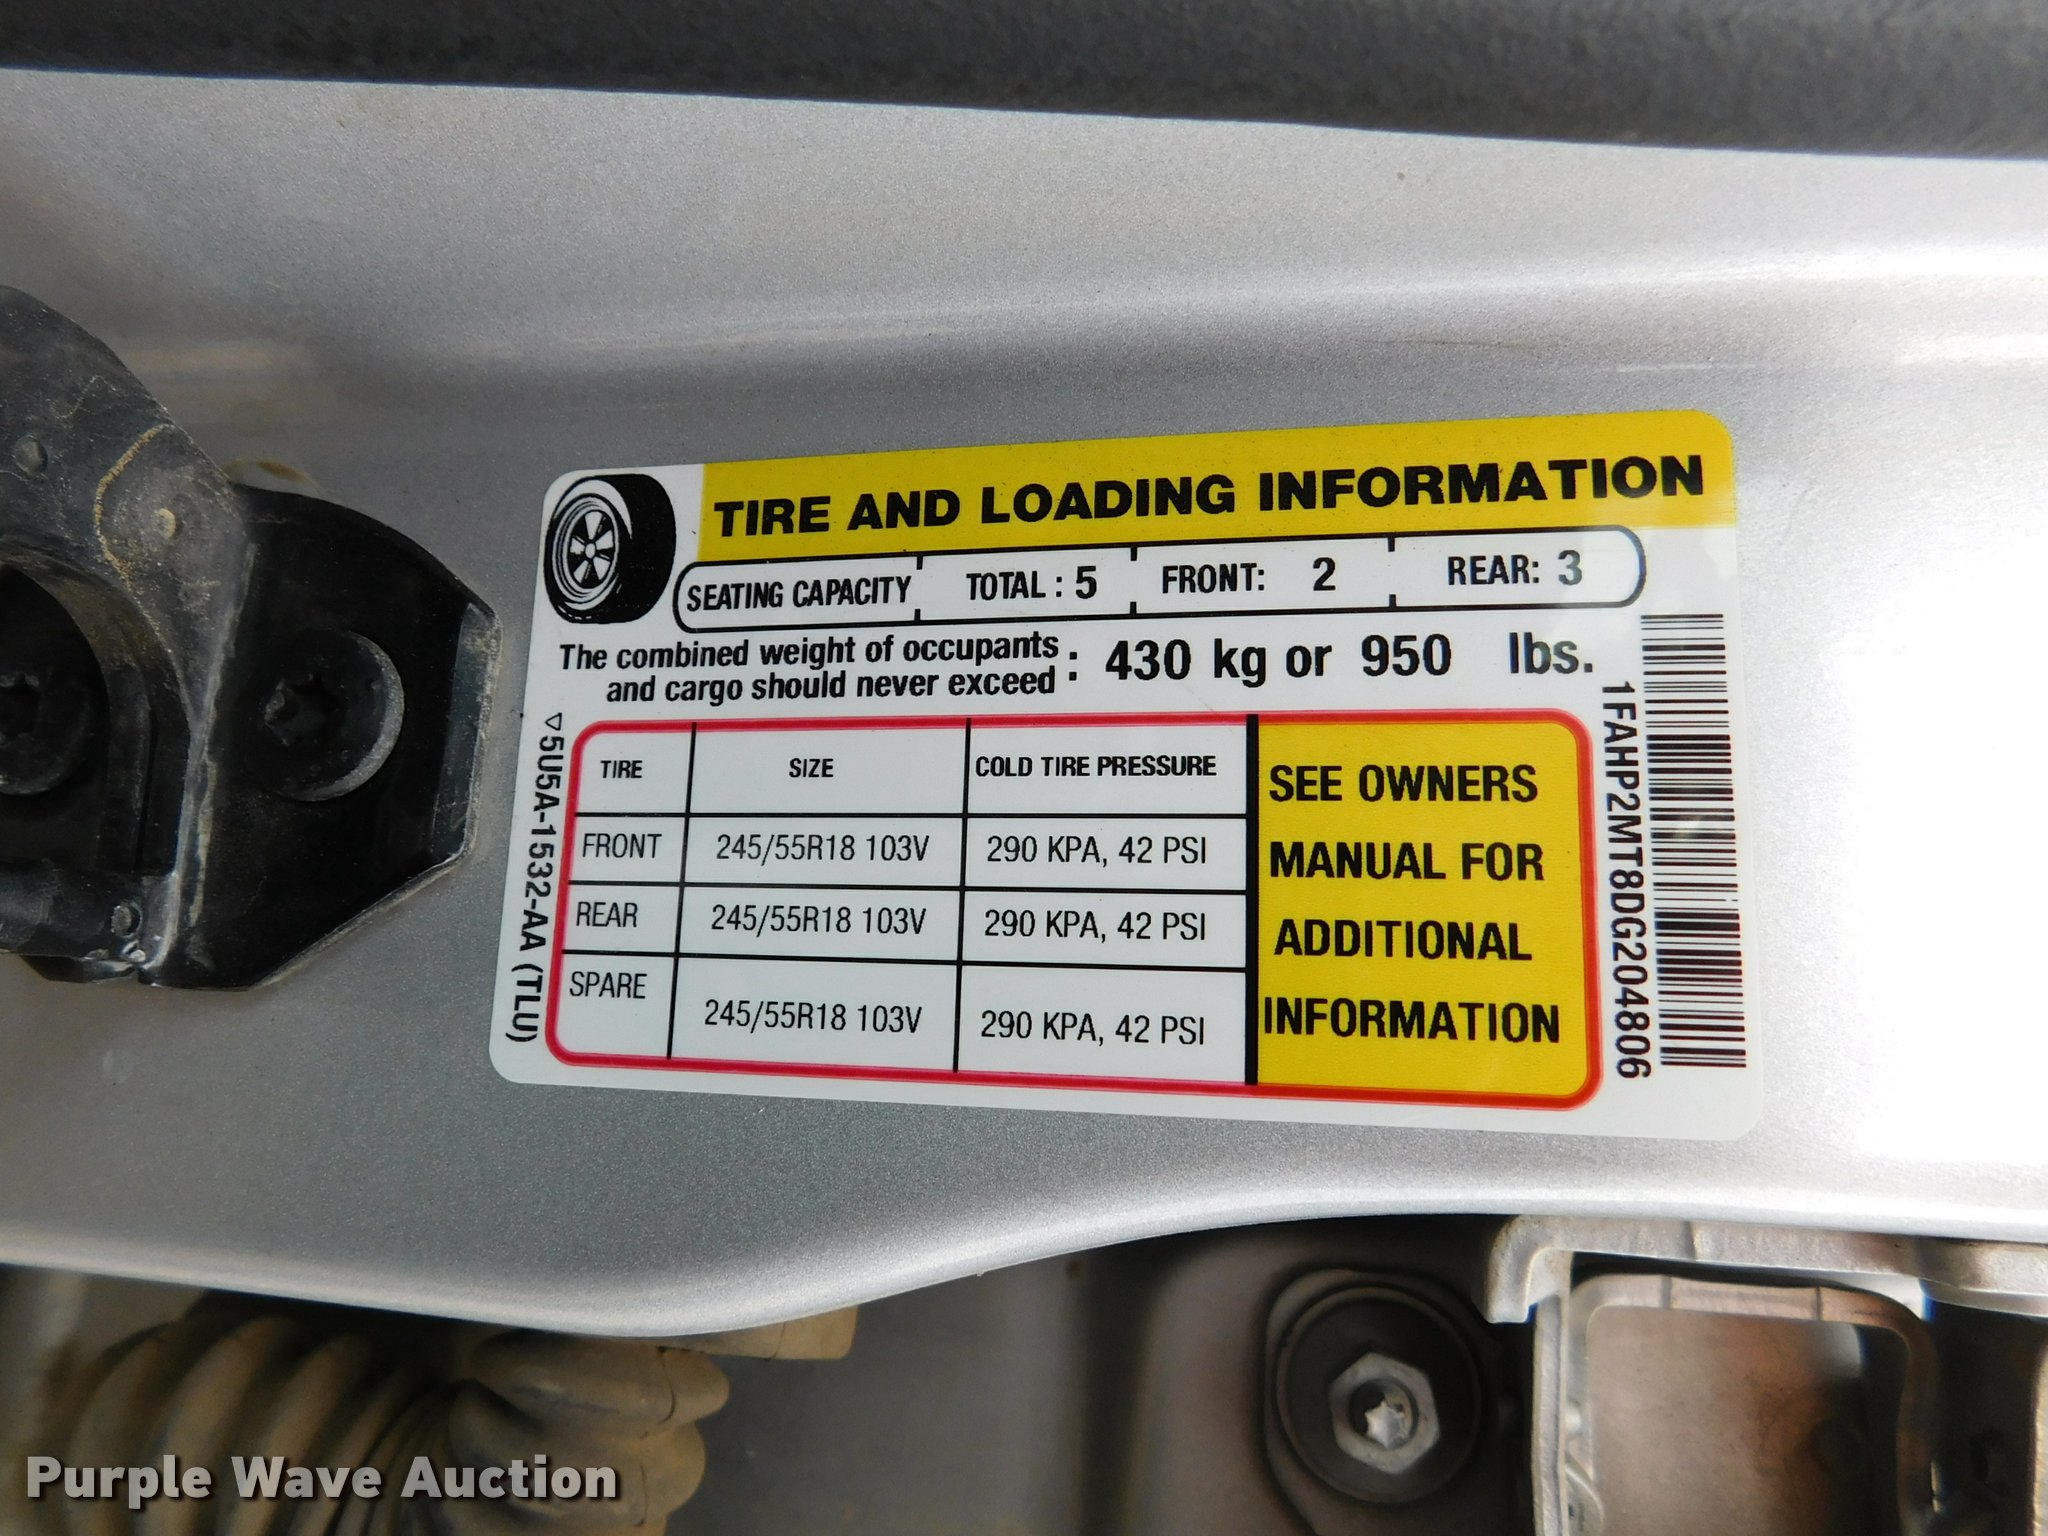 TIRE AND LOADING INFORMATION
SEATING CAPACITY TOTAL : 5 FRONT: 2 REAR: 3
The combined weight of occupants
and cargo should never exceed : 430 kg or 950 lbs.
TIRE SIZE COLD TIRE PRESSURE
FRONT 245/55R18 103V 290 KPA, 42 PSI
REAR 245/55R18 103V 290 KPA, 42 PSI
SPARE 245/55R18 103V 290 KPA, 42 PSI
SEE OWNERS
MANUAL FOR
ADDITIONAL
INFORMATION
5U5A-1532-AA (TLU)
1FAHP2MT8DG204806
Purple Wave Auction